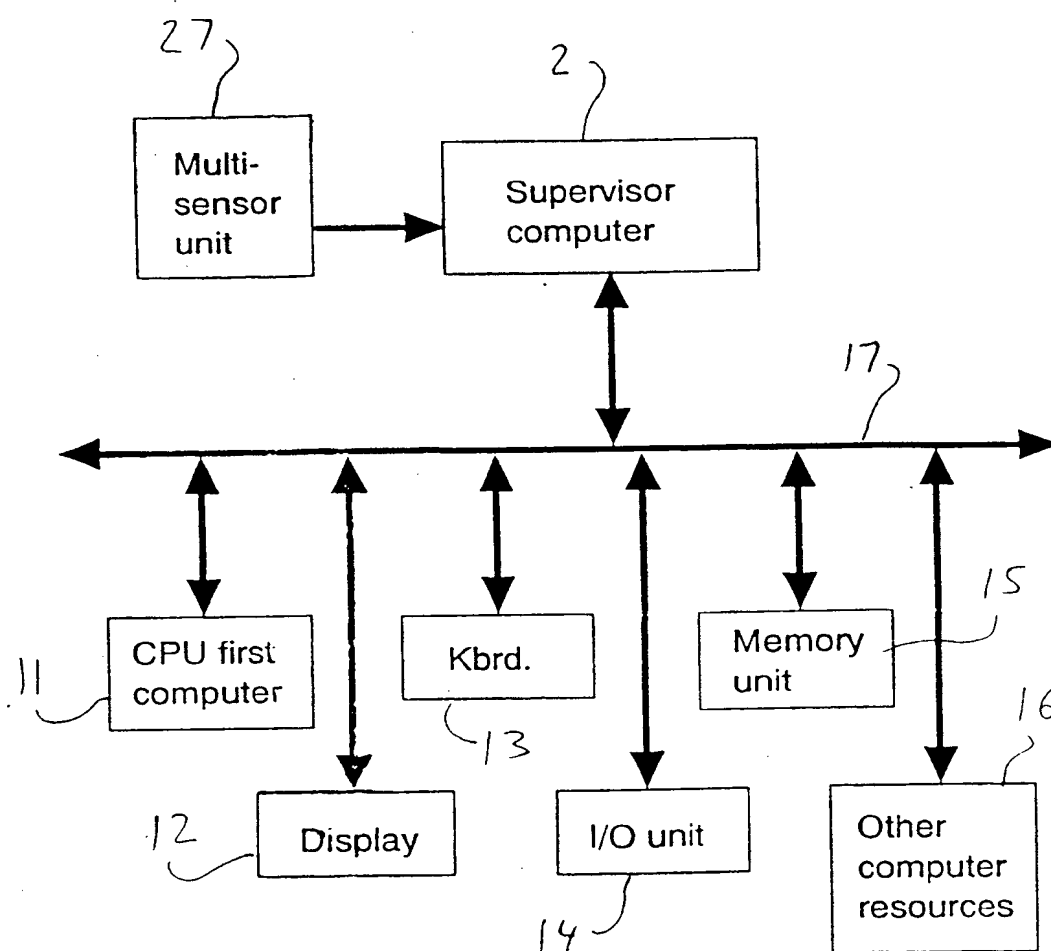 27
2
Multi-
sensor
unit
Supervisor
computer
17
15
11
CPU first
computer
Kbrd.
Memory
unit
13
16
12
Display
I/O unit
Other
computer
resources
14